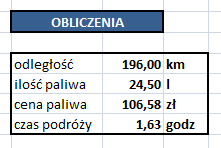 OBLICZENIA
odległość 196,00 km
ilość paliwa 24,50 l
cena paliwa 106,58 zł
czas podróży 1,63 godz